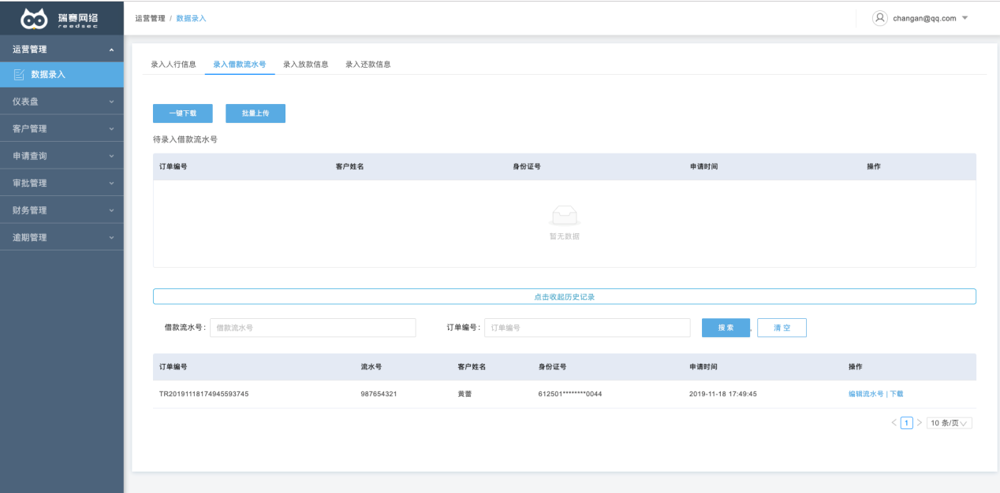 瑞赛网络
reedsec
运营管理 / 数据录入
changan@qq.com
运营管理
数据录入
仪表盘
客户管理
申请查询
审批管理
财务管理
逾期管理
录入人行信息 录入借款流水号 录入放款信息 录入还款信息
一键下载 批量上传
待录入借款流水号
订单编号 客户姓名 身份证号 申请时间 操作
暂无数据
点击收起历史记录
借款流水号: 借款流水号 订单编号: 订单编号 搜 索 清 空
订单编号 流水号 客户姓名 身份证号 申请时间 操作
TR20191118174945593745 987654321 黄蕾 612501********0044 2019-11-18 17:49:45 编辑流水号 | 下载
< 1 > 10 条/页